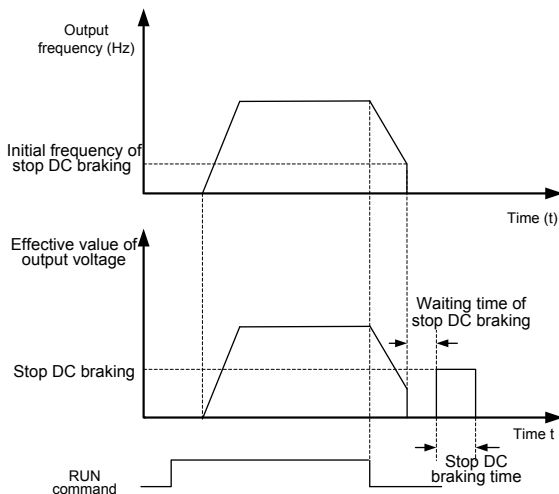 Output
frequency (Hz)
Initial frequency of
stop DC braking
Time (t)
Effective value of
output voltage
Waiting time of
stop DC braking
Stop DC braking
Time t
Stop DC
braking time
RUN
command